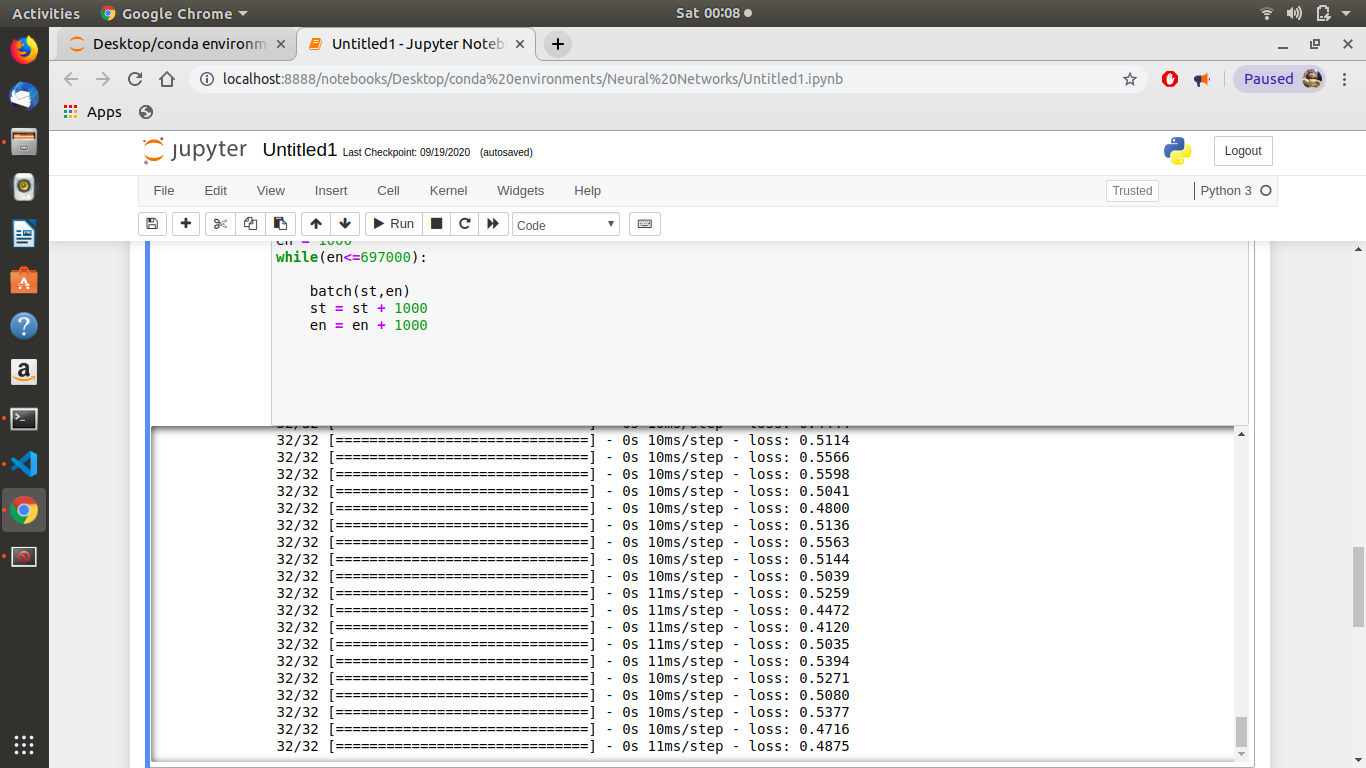 Activities
Google Chrome
Sat 00:08
Desktop/conda environm
Untitled1 - Jupyter Noteb
localhost:8888/notebooks/Desktop/conda%20environments/Neural%20Networks/Untitled1.ipynb
Paused
Apps
jupyter
Untitled1
Last Checkpoint: 09/19/2020
(autosaved)
Logout
File
Edit
View
Insert
Cell
Kernel
Widgets
Help
Trusted
Python 3
Run
Code
en = 1000
while(en<=697000):
batch(st,en)
st = st + 1000
en = en + 1000
32/32 [==============================] - 0s 10ms/step - loss: 0.5114
32/32 [==============================] - 0s 10ms/step - loss: 0.5566
32/32 [==============================] - 0s 10ms/step - loss: 0.5598
32/32 [==============================] - 0s 10ms/step - loss: 0.5041
32/32 [==============================] - 0s 10ms/step - loss: 0.4800
32/32 [==============================] - 0s 10ms/step - loss: 0.5136
32/32 [==============================] - 0s 10ms/step - loss: 0.5563
32/32 [==============================] - 0s 10ms/step - loss: 0.5144
32/32 [==============================] - 0s 10ms/step - loss: 0.5039
32/32 [==============================] - 0s 11ms/step - loss: 0.5259
32/32 [==============================] - 0s 11ms/step - loss: 0.4472
32/32 [==============================] - 0s 11ms/step - loss: 0.4120
32/32 [==============================] - 0s 11ms/step - loss: 0.5035
32/32 [==============================] - 0s 11ms/step - loss: 0.5394
32/32 [==============================] - 0s 10ms/step - loss: 0.5271
32/32 [==============================] - 0s 10ms/step - loss: 0.5080
32/32 [==============================] - 0s 10ms/step - loss: 0.5377
32/32 [==============================] - 0s 10ms/step - loss: 0.4716
32/32 [==============================] - 0s 11ms/step - loss: 0.4875